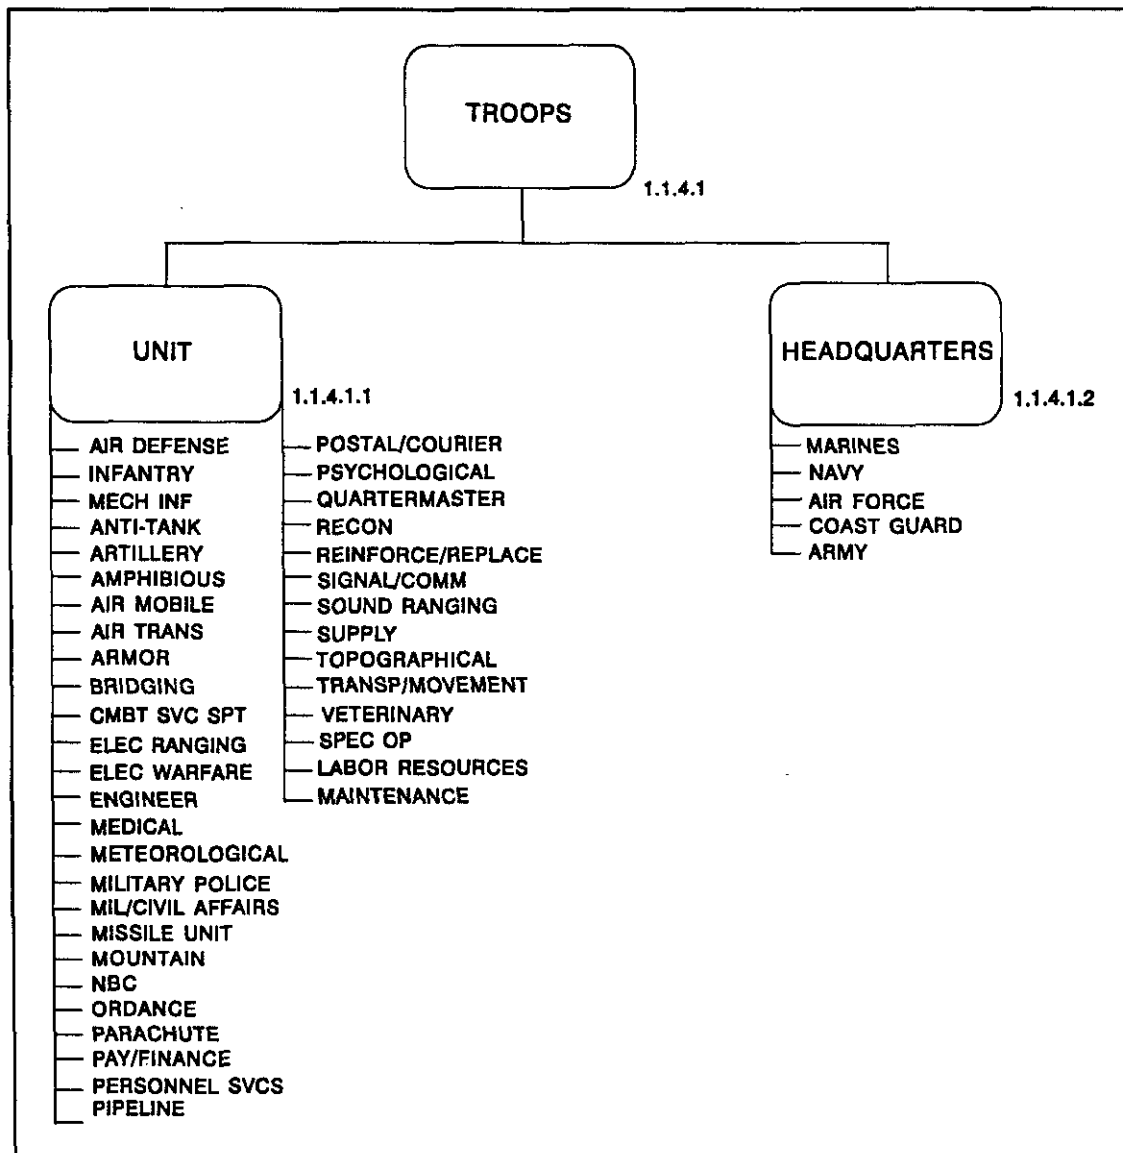 TROOPS
1.1.4.1
UNIT
1.1.4.1.1
AIR DEFENSE
INFANTRY
MECH INF
ANTI-TANK
ARTILLERY
AMPHIBIOUS
AIR MOBILE
AIR TRANS
ARMOR
BRIDGING
CMBT SVC SPT
ELEC RANGING
ELEC WARFARE
ENGINEER
MEDICAL
METEOROLOGICAL
MILITARY POLICE
MIL/CIVIL AFFAIRS
MISSILE UNIT
MOUNTAIN
NBC
ORDANCE
PARACHUTE
PAY/FINANCE
PERSONNEL SVCS
PIPELINE
POSTAL/COURIER
PSYCHOLOGICAL
QUARTERMASTER
RECON
REINFORCE/REPLACE
SIGNAL/COMM
SOUND RANGING
SUPPLY
TOPOGRAPHICAL
TRANSP/MOVEMENT
VETERINARY
SPEC OP
LABOR RESOURCES
MAINTENANCE
HEADQUARTERS
1.1.4.1.2
MARINES
NAVY
AIR FORCE
COAST GUARD
ARMY